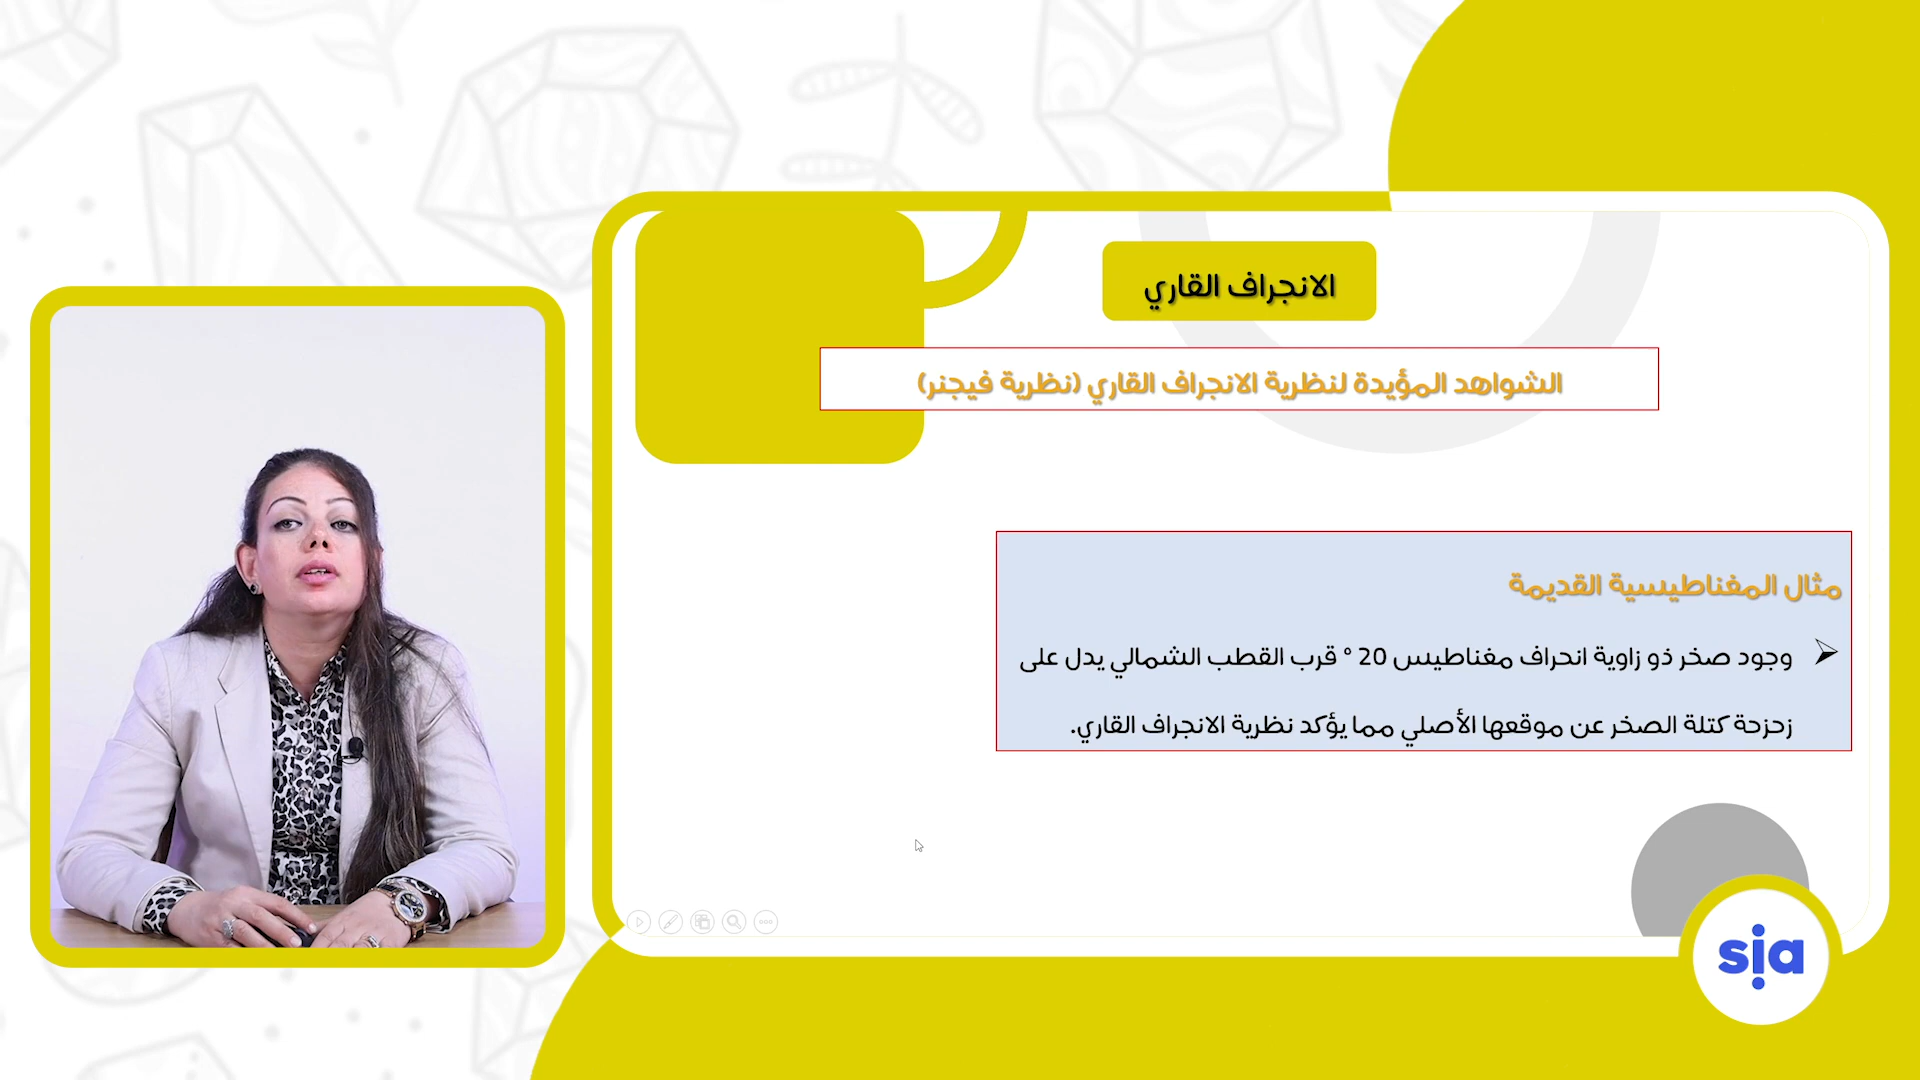 الانجراف القاري
الشواهد المؤيدة لنظرية الانجراف القاري (نظرية فيجنر)
مثال المغناطيسية القديمة
وجود صخر ذو زاوية انحراف مغناطيس 20 ° قرب القطب الشمالي يدل على
زحزحة كتلة الصخر عن موقعها الأصلي مما يؤكد نظرية الانجراف القاري.
sia